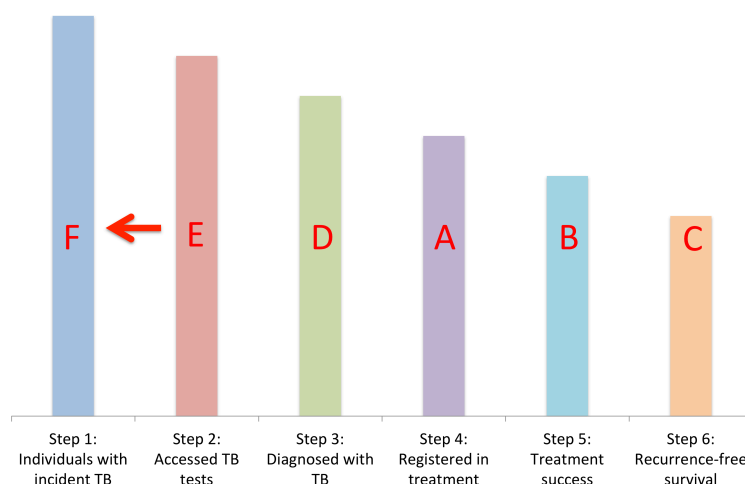 F
E
D
A
B
C
Step 1:
Individuals with
incident TB
Step 2:
Accessed TB
tests
Step 3:
Diagnosed with
TB
Step 4:
Registered in
treatment
Step 5:
Treatment
success
Step 6:
Recurrence-free
survival